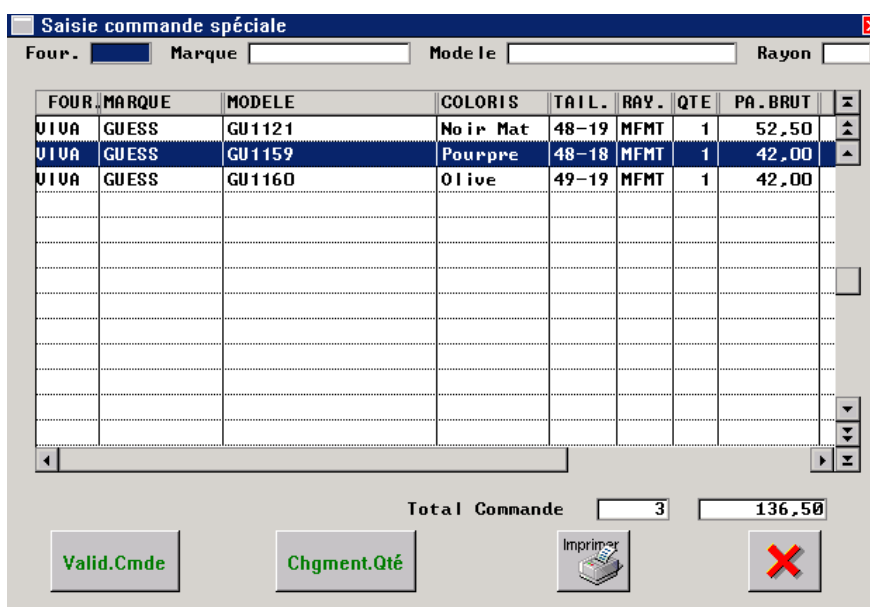 Saisie commande spéciale
Four. Marque Modele Rayon
FOUR. MARQUE MODELE COLORIS TAIL. RAY. QTE PA.BRUT
VIVA GUESS GU1121 Noir Mat 48-19 MFMT 1 52,50
VIVA GUESS GU1159 Pourpre 48-18 MFMT 1 42,00
VIVA GUESS GU1160 Olive 49-19 MFMT 1 42,00
Total Commande 3 136,50
Valid.Cmde Chgment.Qté Imprimer